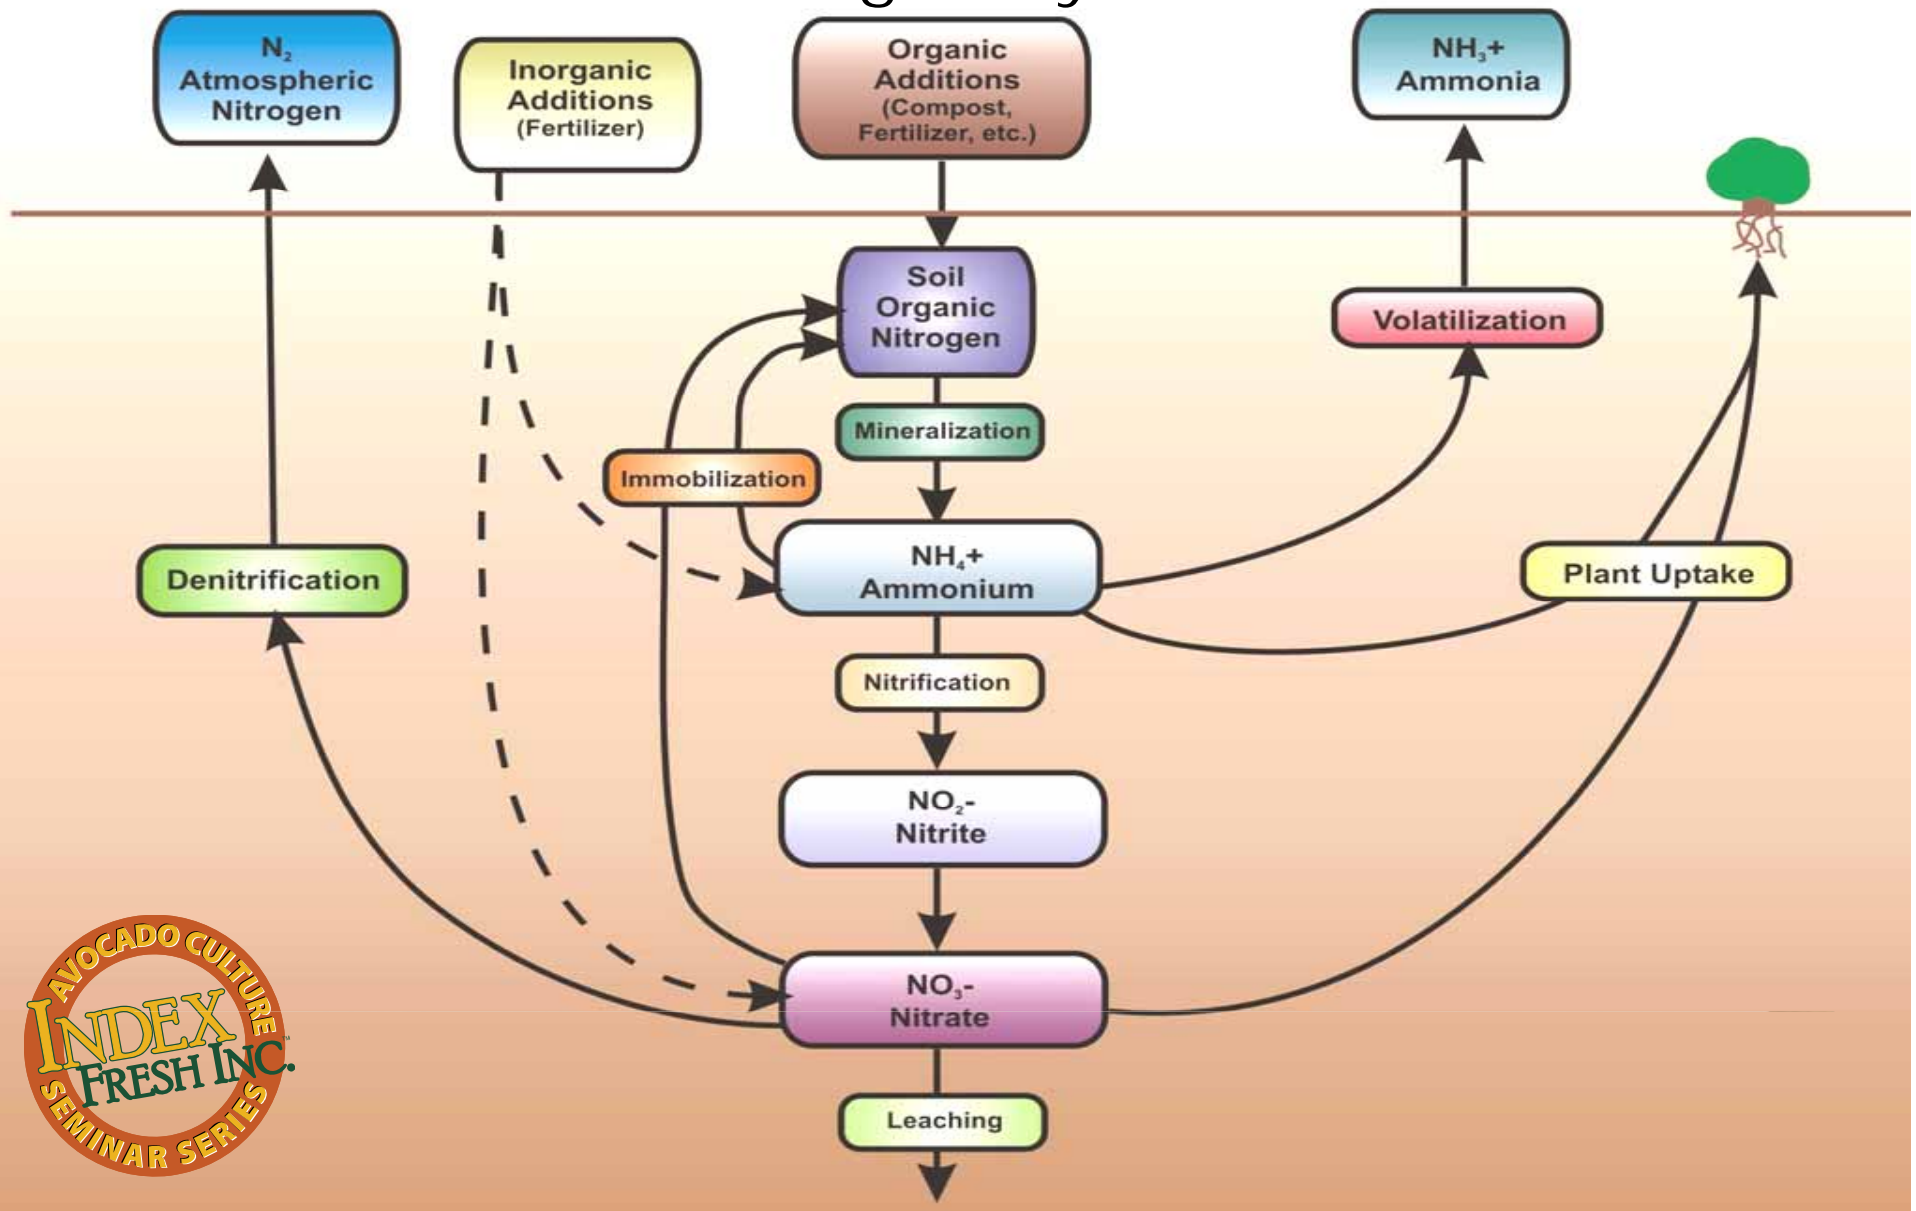 N₂
Atmospheric
Nitrogen
Inorganic
Additions
(Fertilizer)
Organic
Additions
(Compost,
Fertilizer, etc.)
NH₃+
Ammonia
Soil
Organic
Nitrogen
Volatilization
Mineralization
Immobilization
NH₄+
Ammonium
Denitrification
Plant Uptake
Nitrification
NO₂-
Nitrite
NO₃-
Nitrate
Leaching
AVOCADO CULTURE
INDEX
FRESH INC.
SEMINAR SERIES